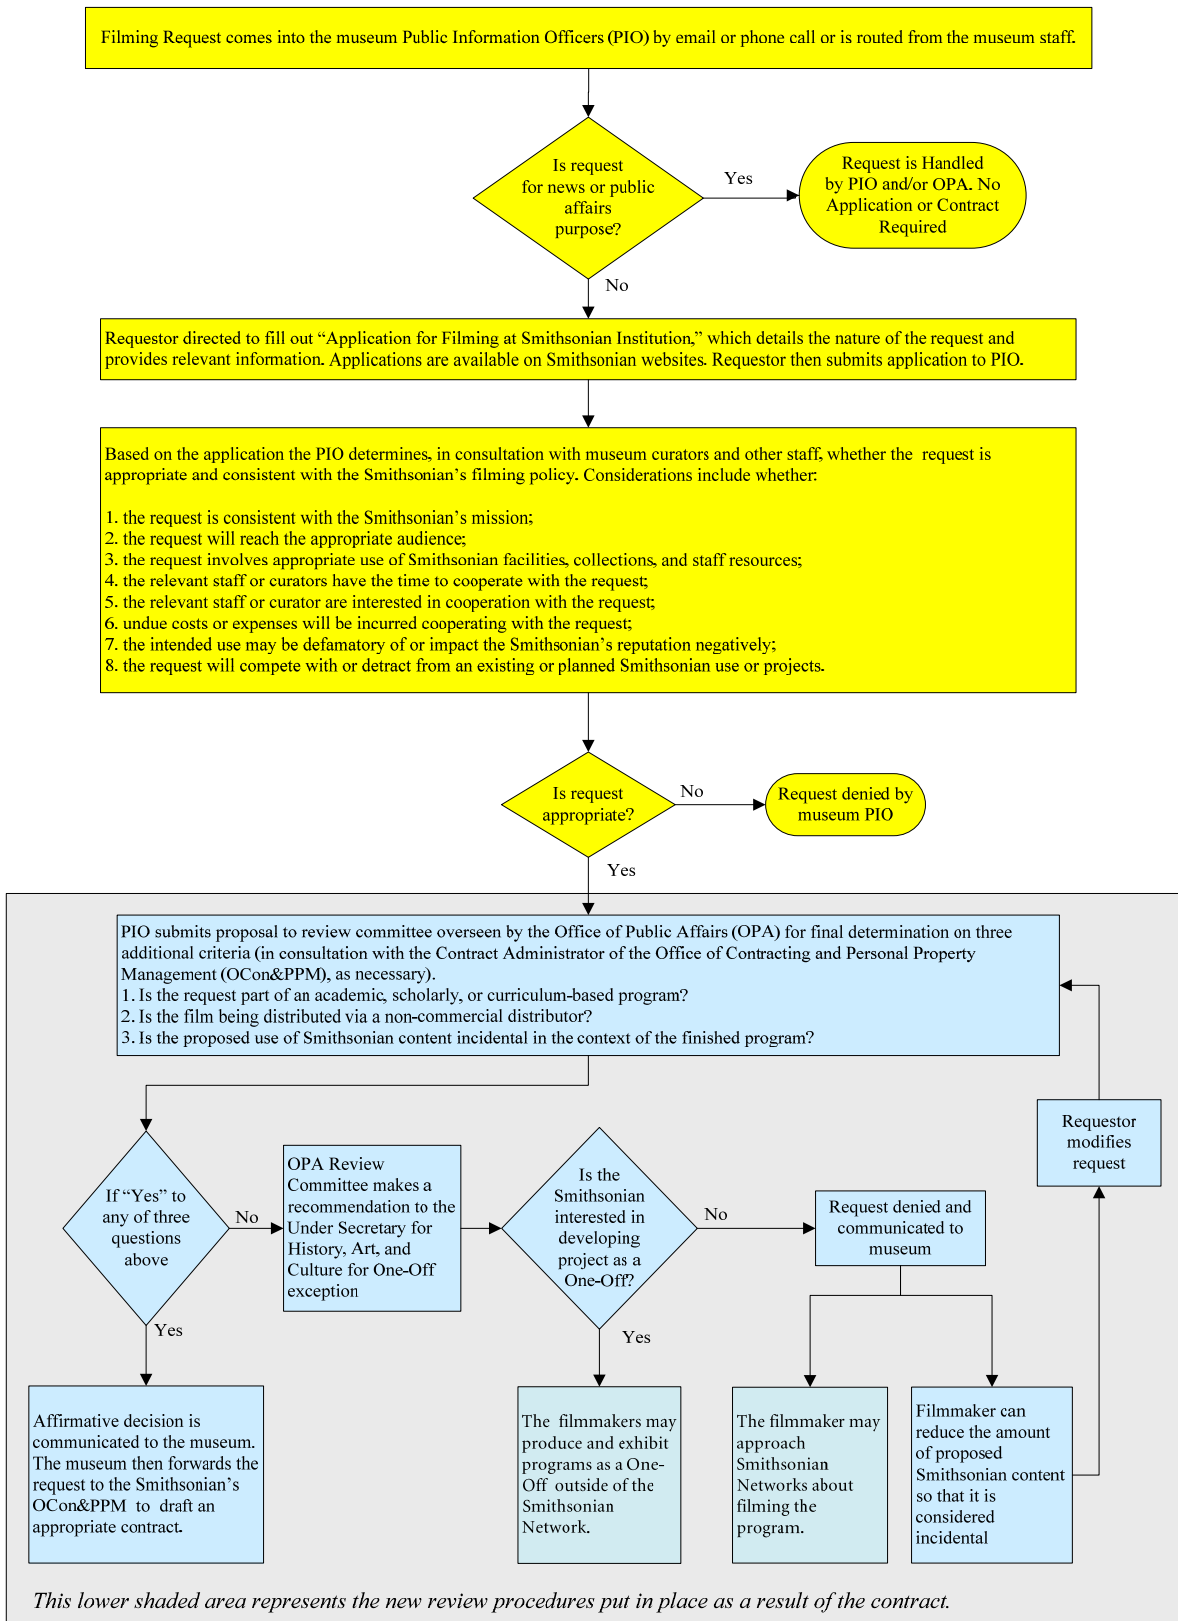 Filming Request comes into the museum Public Information Officers (PIO) by email or phone call or is routed from the museum staff.
Is request
for news or public
affairs
purpose?
Yes
Request is Handled
by PIO and/or OPA. No
Application or Contract
Required
No
Requestor directed to fill out “Application for Filming at Smithsonian Institution,” which details the nature of the request and
provides relevant information. Applications are available on Smithsonian websites. Requestor then submits application to PIO.
Based on the application the PIO determines, in consultation with museum curators and other staff, whether the request is
appropriate and consistent with the Smithsonian’s filming policy. Considerations include whether:
1. the request is consistent with the Smithsonian’s mission;
2. the request will reach the appropriate audience;
3. the request involves appropriate use of Smithsonian facilities, collections, and staff resources;
4. the relevant staff or curators have the time to cooperate with the request;
5. the relevant staff or curator are interested in cooperation with the request;
6. undue costs or expenses will be incurred cooperating with the request;
7. the intended use may be defamatory of or impact the Smithsonian’s reputation negatively;
8. the request will compete with or detract from an existing or planned Smithsonian use or projects.
Is request
appropriate?
No
Request denied by
museum PIO
Yes
PIO submits proposal to review committee overseen by the Office of Public Affairs (OPA) for final determination on three
additional criteria (in consultation with the Contract Administrator of the Office of Contracting and Personal Property
Management (OCon&PPM), as necessary).
1. Is the request part of an academic, scholarly, or curriculum-based program?
2. Is the film being distributed via a non-commercial distributor?
3. Is the proposed use of Smithsonian content incidental in the context of the finished program?
Requestor
modifies
request
If “Yes” to
any of three
questions
above
No
OPA Review
Committee makes a
recommendation to the
Under Secretary for
History, Art, and
Culture for One-Off
exception
Is the
Smithsonian
interested in
developing
project as a
One-Off?
No
Request denied and
communicated to
museum
Yes
Yes
Affirmative decision is
communicated to the museum.
The museum then forwards the
request to the Smithsonian’s
OCon&PPM to draft an
appropriate contract.
The filmmakers may
produce and exhibit
programs as a One-
Off outside of the
Smithsonian
Network.
The filmmaker may
approach
Smithsonian
Networks about
filming the
program.
Filmmaker can
reduce the amount
of proposed
Smithsonian content
so that it is
considered
incidental
This lower shaded area represents the new review procedures put in place as a result of the contract.